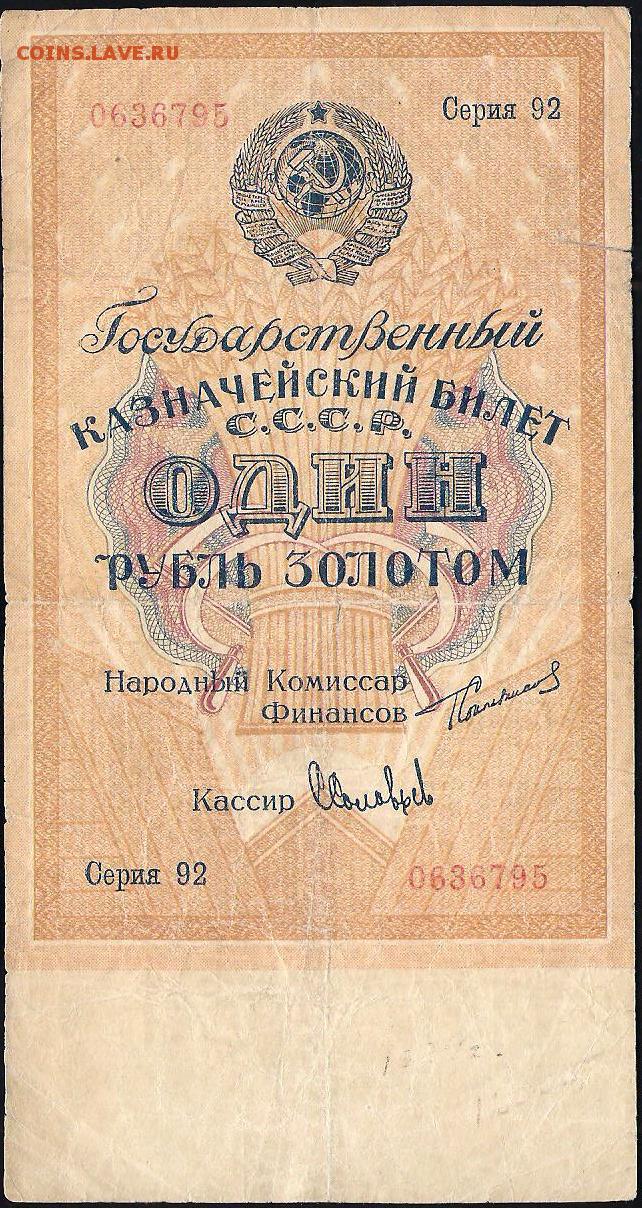 COINS.LAVE.RU
0636795
Серия 92
Государственный
КАЗНАЧЕЙСКИЙ БИЛЕТ
С.С.С.Р.
ОДИН
РУБЛЬ ЗОЛОТОМ
Народный Комиссар
Финансов
Кассир Соловьев
Серия 92
0636795